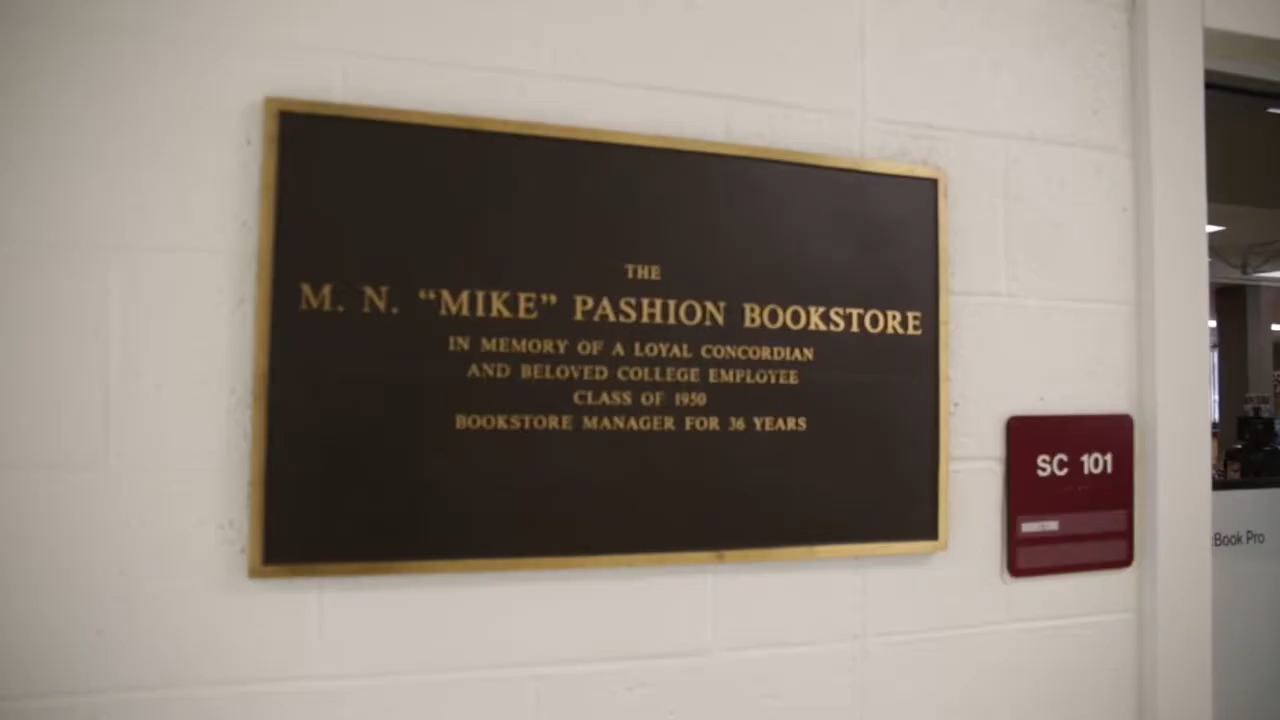 THE
M. N. “MIKE” PASHION BOOKSTORE
IN MEMORY OF A LOYAL CONCORDIAN
AND BELOVED COLLEGE EMPLOYEE
CLASS OF 1950
BOOKSTORE MANAGER FOR 36 YEARS
SC 101
Book Pro